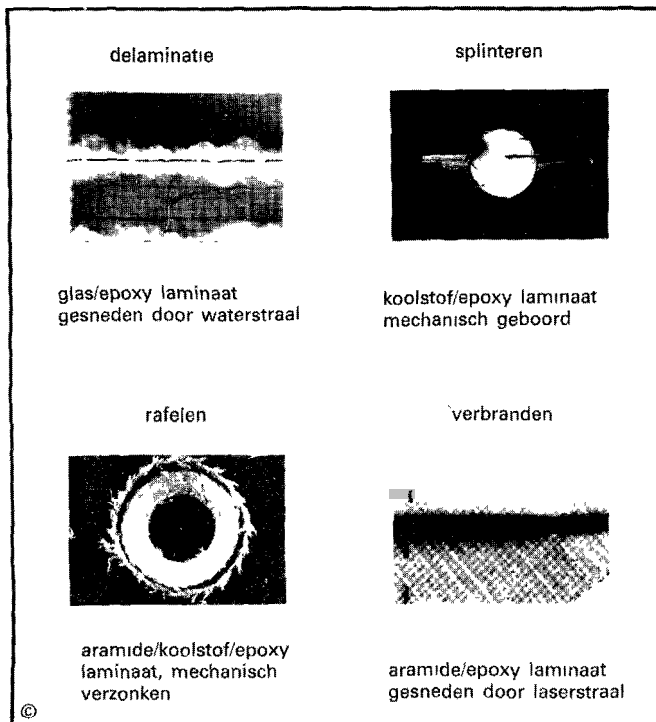 delaminatie
splinteren
glas/epoxy laminaat
gesneden door waterstraal
koolstof/epoxy laminaat
mechanisch geboord
rafelen
verbranden
aramide/koolstof/epoxy
laminaat, mechanisch
verzonken
aramide/epoxy laminaat
gesneden door laserstraal
©